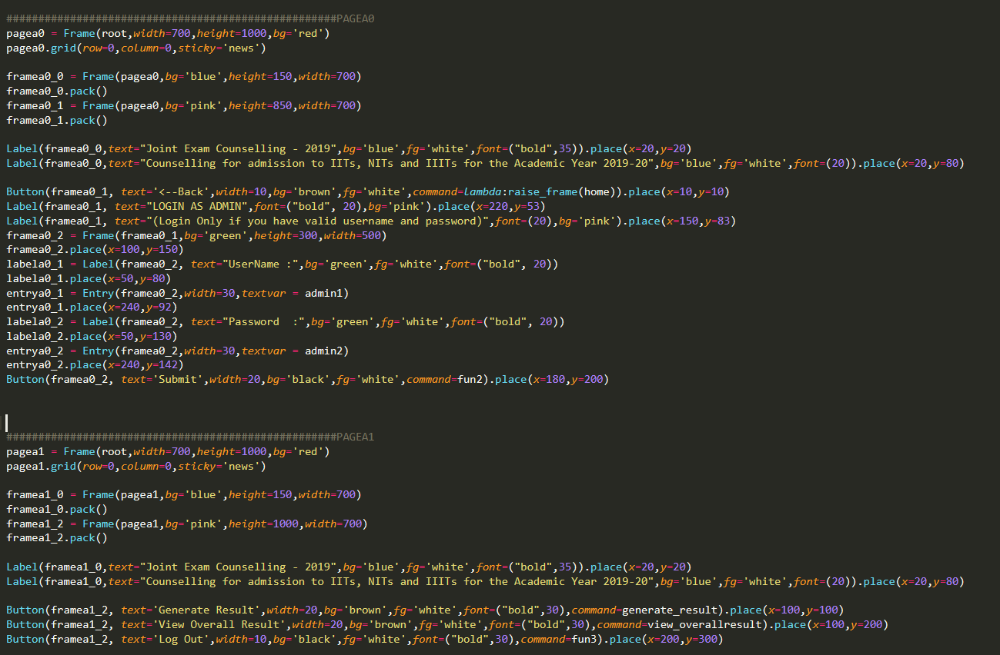 ####################################################PAGEA0
pagea0 = Frame(root,width=700,height=1000,bg='red')
pagea0.grid(row=0,column=0,sticky='news')
framea0_0 = Frame(pagea0,bg='blue',height=150,width=700)
framea0_0.pack()
framea0_1 = Frame(pagea0,bg='pink',height=850,width=700)
framea0_1.pack()
Label(framea0_0,text="Joint Exam Counselling - 2019",bg='blue',fg='white',font=("bold",35)).place(x=20,y=20)
Label(framea0_0,text="Counselling for admission to IITs, NITs and IIITs for the Academic Year 2019-20",bg='blue',fg='white',font=(20)).place(x=20,y=80)
Button(framea0_1, text='<--Back',width=10,bg='brown',fg='white',command=lambda:raise_frame(home)).place(x=10,y=10)
Label(framea0_1, text="LOGIN AS ADMIN",font=("bold", 20),bg='pink').place(x=220,y=53)
Label(framea0_1, text="(Login Only if you have valid username and password)",font=(20),bg='pink').place(x=150,y=83)
framea0_2 = Frame(framea0_1,bg='green',height=300,width=500)
framea0_2.place(x=100,y=150)
labela0_1 = Label(framea0_2, text="UserName :",bg='green',fg='white',font=("bold", 20))
labela0_1.place(x=50,y=80)
entrya0_1 = Entry(framea0_2,width=30,textvar = admin1)
entrya0_1.place(x=240,y=92)
labela0_2 = Label(framea0_2, text="Password  :",bg='green',fg='white',font=("bold", 20))
labela0_2.place(x=50,y=130)
entrya0_2 = Entry(framea0_2,width=30,textvar = admin2)
entrya0_2.place(x=240,y=142)
Button(framea0_2, text='Submit',width=20,bg='black',fg='white',command=fun2).place(x=180,y=200)
####################################################PAGEA1
pagea1 = Frame(root,width=700,height=1000,bg='red')
pagea1.grid(row=0,column=0,sticky='news')
framea1_0 = Frame(pagea1,bg='blue',height=150,width=700)
framea1_0.pack()
framea1_2 = Frame(pagea1,bg='pink',height=1000,width=700)
framea1_2.pack()
Label(framea1_0,text="Joint Exam Counselling - 2019",bg='blue',fg='white',font=("bold",35)).place(x=20,y=20)
Label(framea1_0,text="Counselling for admission to IITs, NITs and IIITs for the Academic Year 2019-20",bg='blue',fg='white',font=(20)).place(x=20,y=80)
Button(framea1_2, text='Generate Result',width=20,bg='brown',fg='white',font=("bold",30),command=generate_result).place(x=100,y=100)
Button(framea1_2, text='View Overall Result',width=20,bg='brown',fg='white',font=("bold",30),command=view_overallresult).place(x=100,y=200)
Button(framea1_2, text='Log Out',width=10,bg='black',fg='white',font=("bold",30),command=fun3).place(x=200,y=300)